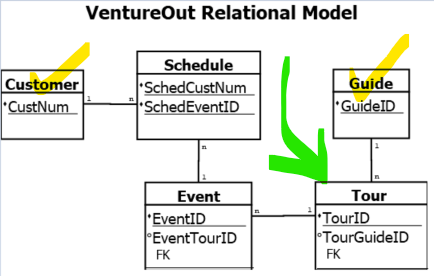 VentureOut Relational Model
Customer
*CustNum
1
n
Schedule
*SchedCustNum
*SchedEventID
n
1
Guide
*GuideID
1
n
Event
*EventID
°EventTourID
FK
n
1
Tour
*TourID
°TourGuideID
FK